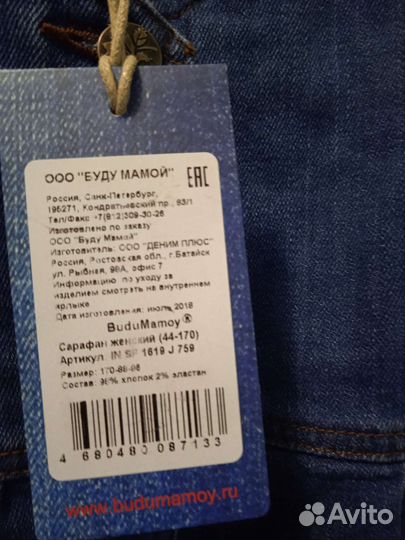 ООО "БУДУ МАМОЙ"
EAC
Россия, Санк-Петербург,
195271, Кондратьевский пр., 83/1
Тел/Факс +7(812)309-30-26
Изготовлено по заказу
ООО "Буду Мамой"
Изготовитель: ООО "ДЕНИМ ПЛЮС"
Россия, Ростовская обл., г.Батайск
ул. Рыбная, 98А, офис 7
Информацию по уходу за
изделием смотреть на внутреннем
ярлыке
Дата изготовления: июль 2018
BuduMamoy®
Сарафан женский (44-170)
Артикул: IN SF 1619 J 759
Размер: 170-88-96
Состав: 98% хлопок 2% эластан
4 680480 087133
www.budumamoy.ru
Avito